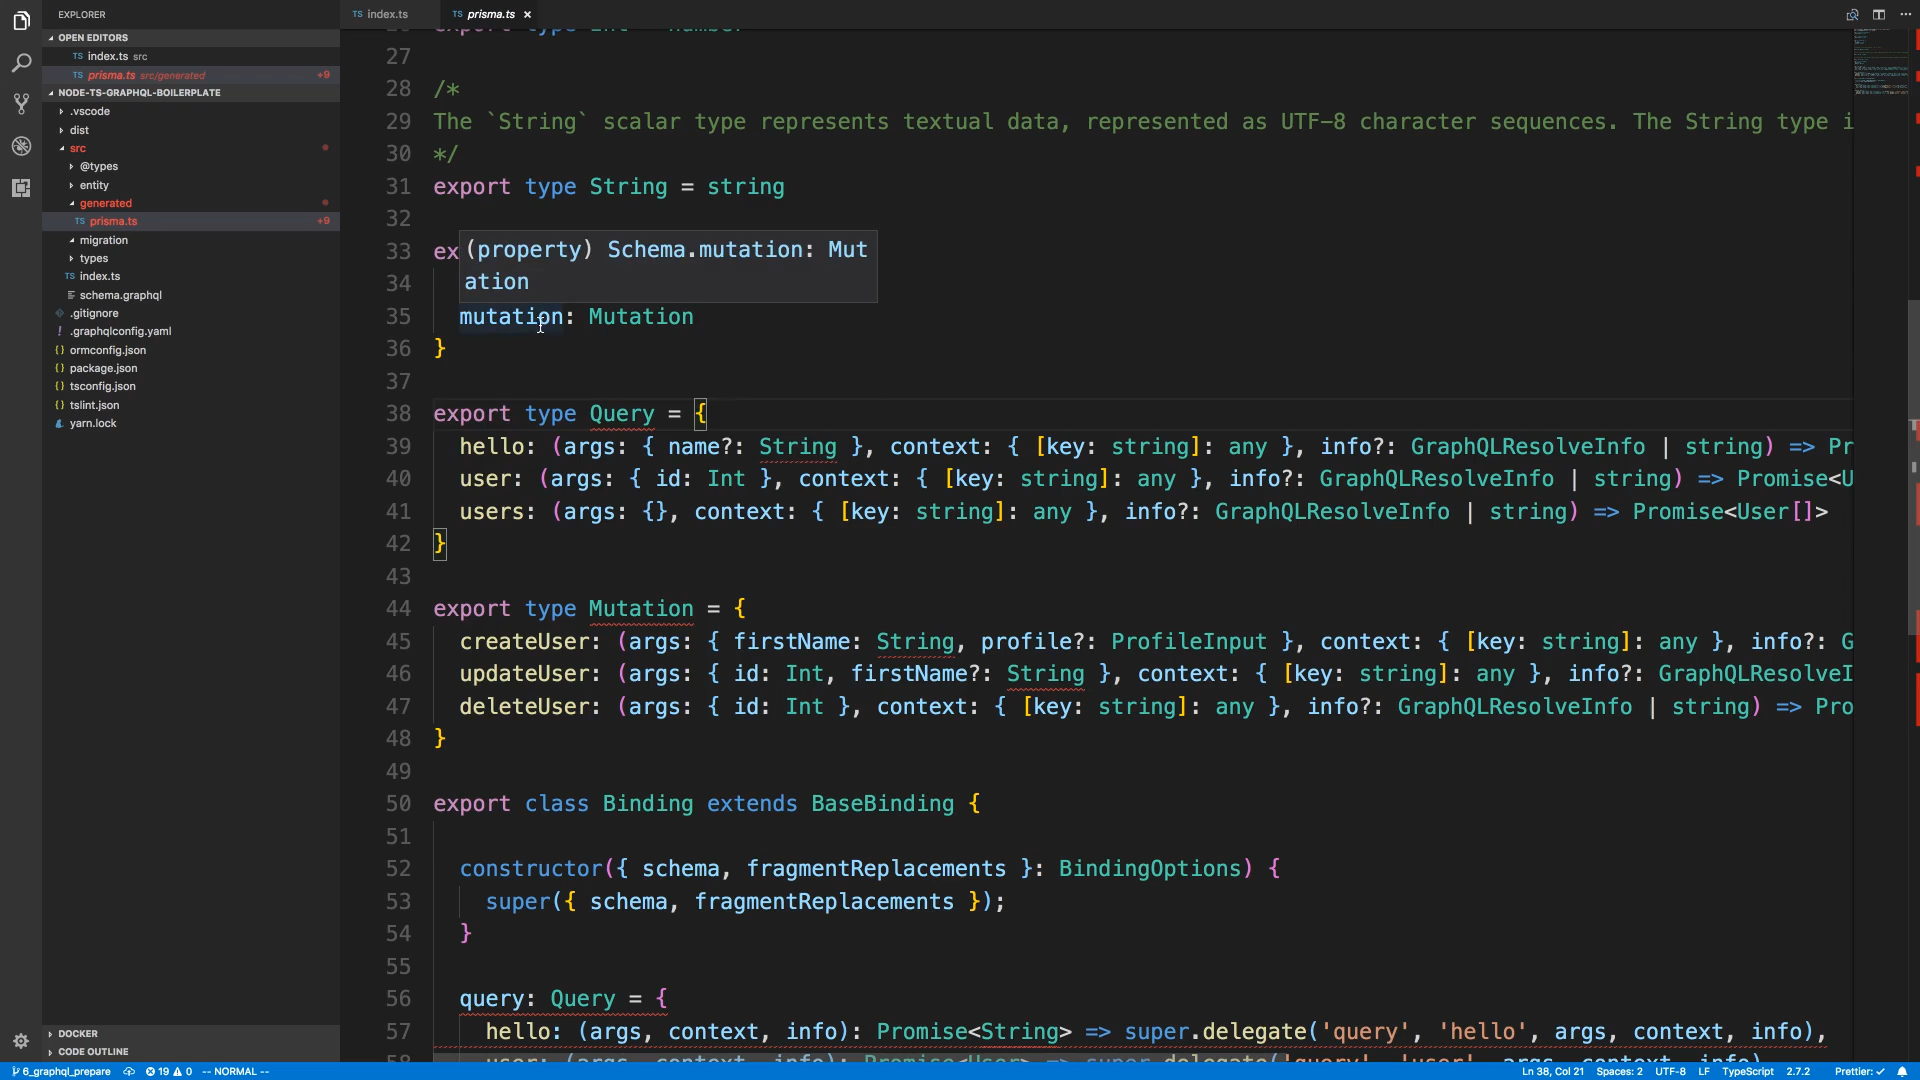 EXPLORER
OPEN EDITORS
TS index.ts src
TS prisma.ts src/generated +9
NODE-TS-GRAPHQL-BOILERPLATE
.vscode
dist
src
@types
entity
generated
TS prisma.ts +9
migration
types
TS index.ts
schema.graphql
.gitignore
! .graphqlconfig.yaml
{} ormconfig.json
{} package.json
{} tsconfig.json
{} tslint.json
yarn.lock
DOCKER
CODE OUTLINE
TS index.ts
TS prisma.ts ×
27
28 /*
29 The `String` scalar type represents textual data, represented as UTF-8 character sequences. The String type i
30 */
31 export type String = string
32
33 ex
(property) Schema.mutation: Mut
ation
34
35 mutation: Mutation
36 }
37
38 export type Query = {
39 hello: (args: { name?: String }, context: { [key: string]: any }, info?: GraphQLResolveInfo | string) => Pr
40 user: (args: { id: Int }, context: { [key: string]: any }, info?: GraphQLResolveInfo | string) => Promise<U
41 users: (args: {}, context: { [key: string]: any }, info?: GraphQLResolveInfo | string) => Promise<User[]>
42 }
43
44 export type Mutation = {
45 createUser: (args: { firstName: String, profile?: ProfileInput }, context: { [key: string]: any }, info?: G
46 updateUser: (args: { id: Int, firstName?: String }, context: { [key: string]: any }, info?: GraphQLResolveI
47 deleteUser: (args: { id: Int }, context: { [key: string]: any }, info?: GraphQLResolveInfo | string) => Pro
48 }
49
50 export class Binding extends BaseBinding {
51
52 constructor({ schema, fragmentReplacements }: BindingOptions) {
53 super({ schema, fragmentReplacements });
54 }
55
56 query: Query = {
57 hello: (args, context, info): Promise<String> => super.delegate('query', 'hello', args, context, info),
6_graphql_prepare 19 0 -- NORMAL -- Ln 38, Col 21 Spaces: 2 UTF-8 LF TypeScript 2.7.2 Prettier: ✓